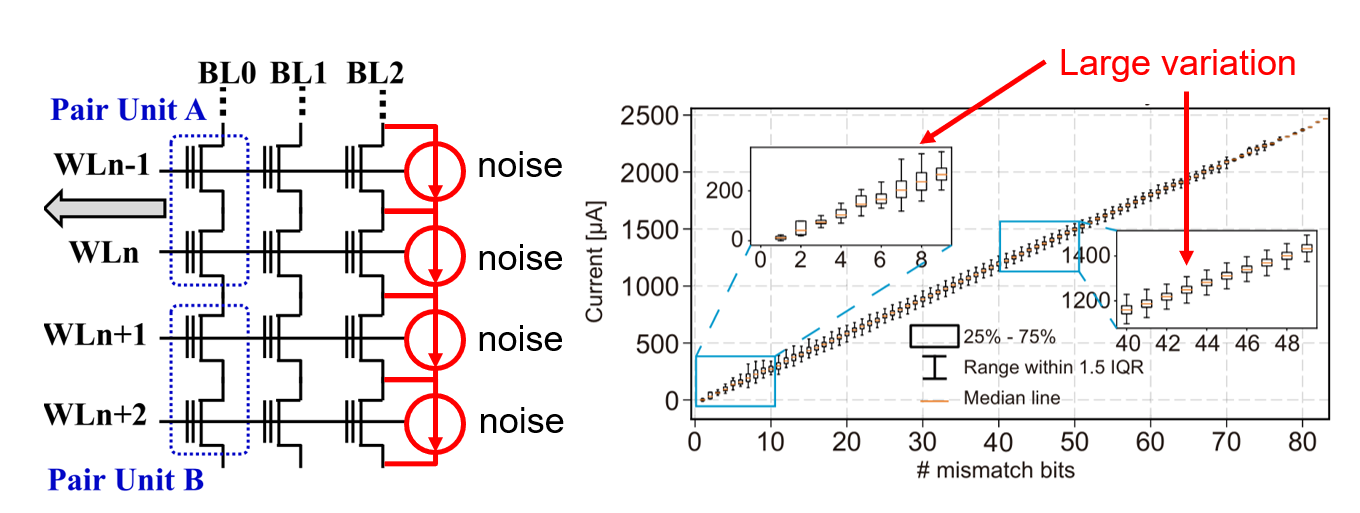 BL0 BL1 BL2
Pair Unit A
WLn-1
noise
WLn
noise
WLn+1
noise
WLn+2
noise
Pair Unit B
Large variation
Current [µA]
2500
2000
1500
1000
500
0
200
0
0 2 4 6 8
1400
1200
40 42 44 46 48
25% - 75%
Range within 1.5 IQR
Median line
0 10 20 30 40 50 60 70 80
# mismatch bits